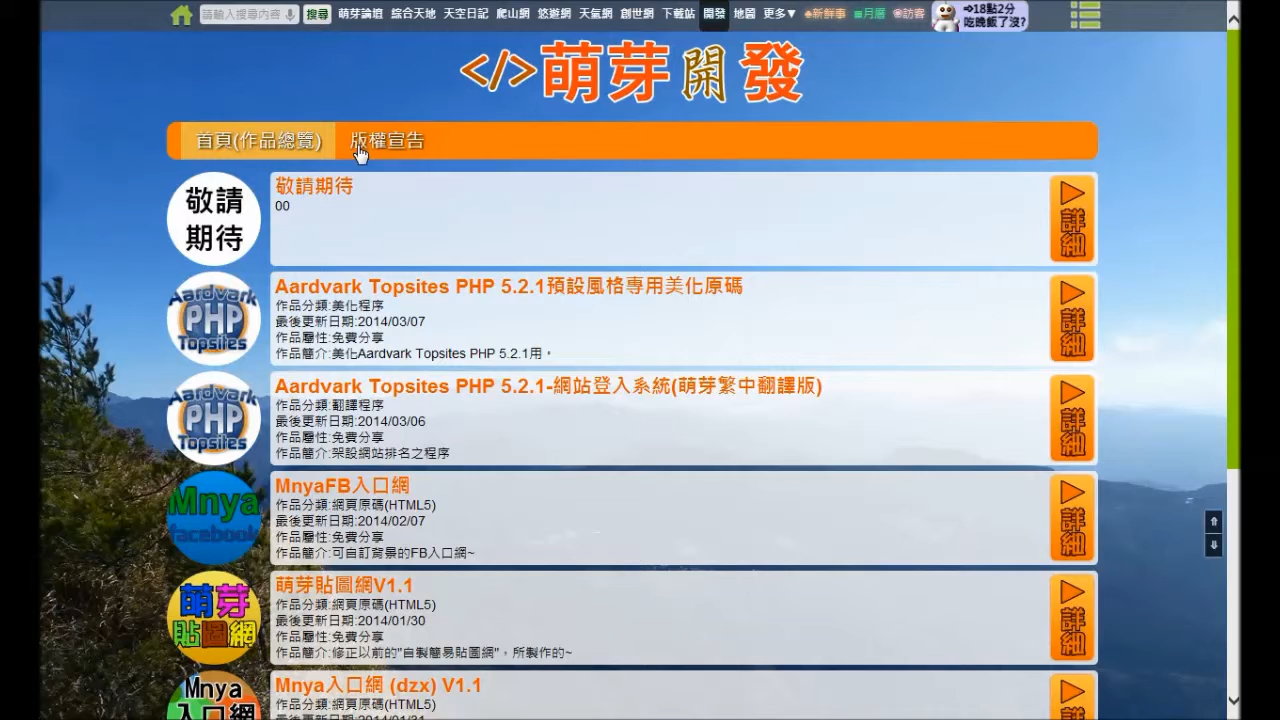 請輸入搜尋內容 搜尋 萌芽論壇 綜合天地 天空日記 爬山網 悠遊網 天氣網 創世網 下載站 開發 地圖 更多▼ ♠新鮮事 ≡月曆 訪客 ⇒18點2分
吃晚飯了沒?
</>萌芽開發
首頁(作品總覽) 版權宣告
敬請
期待
敬請期待
00
詳細
Aardvark
PHP
Topsites
Aardvark Topsites PHP 5.2.1預設風格專用美化原碼
作品分類:美化程序
最後更新日期:2014/03/07
作品屬性:免費分享
作品簡介:美化Aardvark Topsites PHP 5.2.1用。
詳細
Aardvark
PHP
Topsites
Aardvark Topsites PHP 5.2.1-網站登入系統(萌芽繁中翻譯版)
作品分類:翻譯程序
最後更新日期:2014/03/06
作品屬性:免費分享
作品簡介:架設網站排名之程序
詳細
Mnya
facebook
MnyaFB入口網
作品分類:網頁原碼(HTML5)
最後更新日期:2014/02/07
作品屬性:免費分享
作品簡介:可自訂背景的FB入口網~
詳細
萌芽
貼圖網
萌芽貼圖網V1.1
作品分類:網頁原碼(HTML5)
最後更新日期:2014/01/30
作品屬性:免費分享
作品簡介:修正以前的"自製簡易貼圖網"，所製作的~
詳細
Mnya
入口網
Mnya入口網 (dzx) V1.1
作品分類:網頁原碼(HTML5)
最後更新日期:2014/01/31